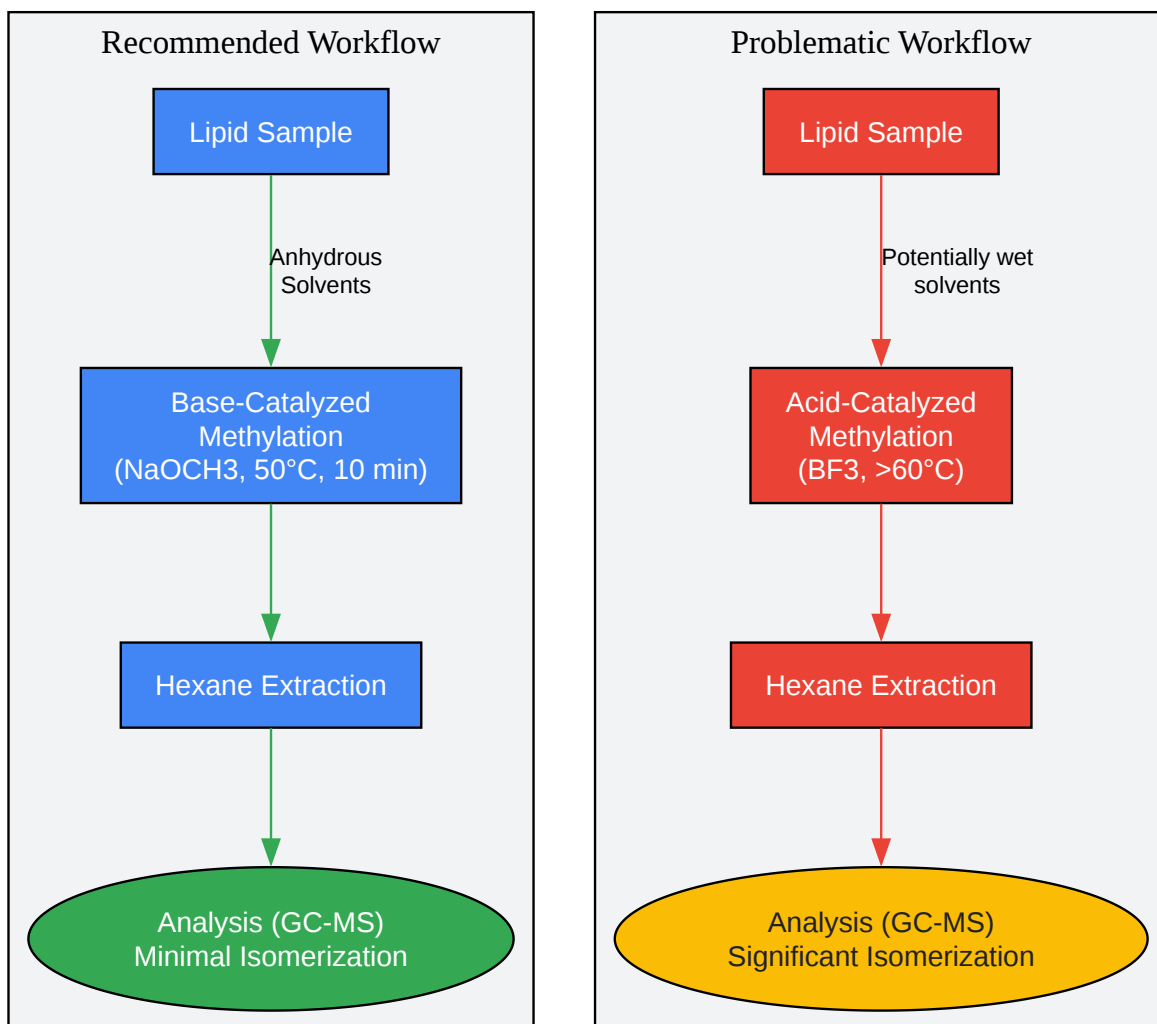 Recommended Workflow
Lipid Sample
Anhydrous
Solvents
Base-Catalyzed
Methylation
(NaOCH3, 50°C, 10 min)
Hexane Extraction
Analysis (GC-MS)
Minimal Isomerization
Problematic Workflow
Lipid Sample
Potentially wet
solvents
Acid-Catalyzed
Methylation
(BF3, >60°C)
Hexane Extraction
Analysis (GC-MS)
Significant Isomerization